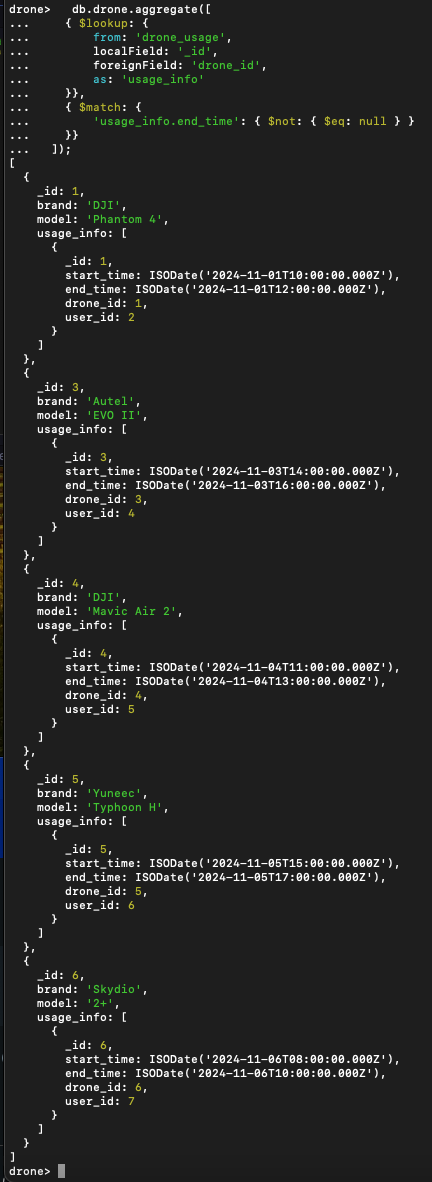 drone>   db.drone.aggregate([
...     { $lookup: {
...         from: 'drone_usage',
...         localField: '_id',
...         foreignField: 'drone_id',
...         as: 'usage_info'
...     }},
...     { $match: {
...         'usage_info.end_time': { $not: { $eq: null } }
...     }}
...   ]);
[
  {
    _id: 1,
    brand: 'DJI',
    model: 'Phantom 4',
    usage_info: [
      {
        _id: 1,
        start_time: ISODate('2024-11-01T10:00:00.000Z'),
        end_time: ISODate('2024-11-01T12:00:00.000Z'),
        drone_id: 1,
        user_id: 2
      }
    ]
  },
  {
    _id: 3,
    brand: 'Autel',
    model: 'EVO II',
    usage_info: [
      {
        _id: 3,
        start_time: ISODate('2024-11-03T14:00:00.000Z'),
        end_time: ISODate('2024-11-03T16:00:00.000Z'),
        drone_id: 3,
        user_id: 4
      }
    ]
  },
  {
    _id: 4,
    brand: 'DJI',
    model: 'Mavic Air 2',
    usage_info: [
      {
        _id: 4,
        start_time: ISODate('2024-11-04T11:00:00.000Z'),
        end_time: ISODate('2024-11-04T13:00:00.000Z'),
        drone_id: 4,
        user_id: 5
      }
    ]
  },
  {
    _id: 5,
    brand: 'Yuneec',
    model: 'Typhoon H',
    usage_info: [
      {
        _id: 5,
        start_time: ISODate('2024-11-05T15:00:00.000Z'),
        end_time: ISODate('2024-11-05T17:00:00.000Z'),
        drone_id: 5,
        user_id: 6
      }
    ]
  },
  {
    _id: 6,
    brand: 'Skydio',
    model: '2+',
    usage_info: [
      {
        _id: 6,
        start_time: ISODate('2024-11-06T08:00:00.000Z'),
        end_time: ISODate('2024-11-06T10:00:00.000Z'),
        drone_id: 6,
        user_id: 7
      }
    ]
  }
]
drone>